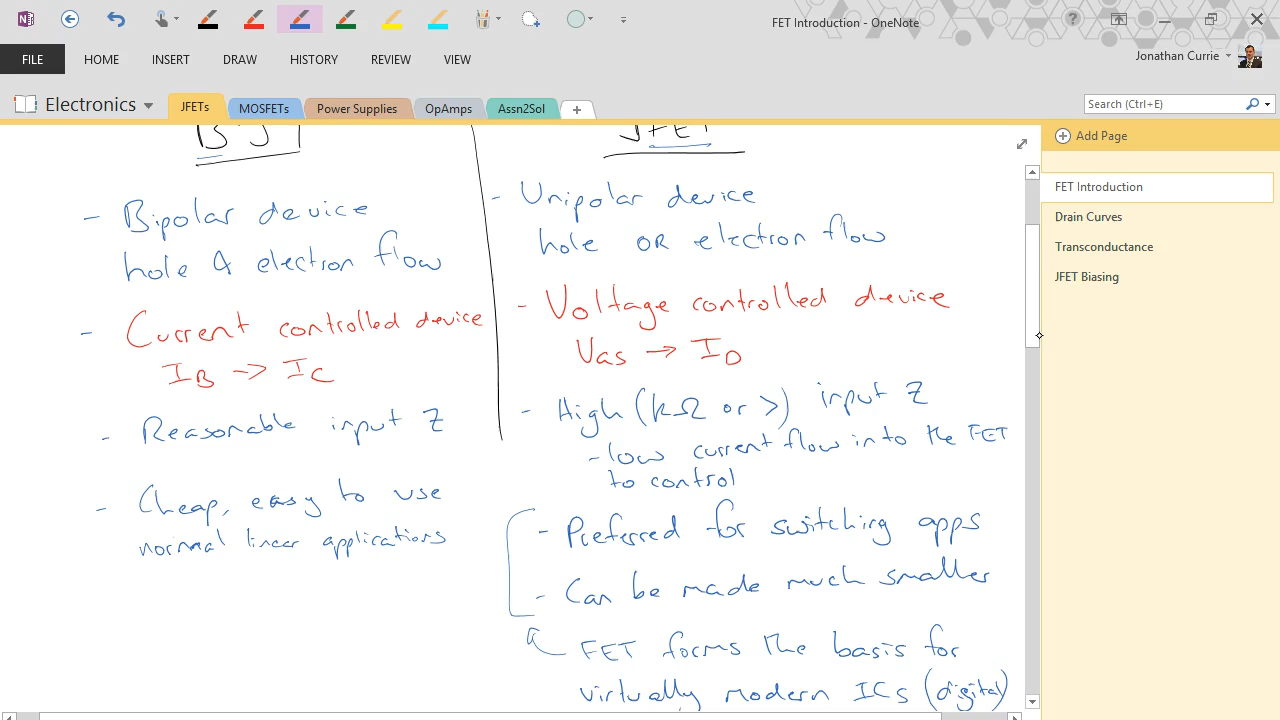 FET Introduction - OneNote
Jonathan Currie
FILE HOME INSERT DRAW HISTORY REVIEW VIEW
Electronics JFETs MOSFETS Power Supplies OpAmps Assn2Sol
Search (Ctrl+E)
Add Page
FET Introduction
Drain Curves
Transconductance
JFET Biasing
BJT
- Bipolar device
hole & electron flow
- Current controlled device
IB -> IC
- Reasonable input Z
- Cheap, easy to use
normal linear applications
JFET
- Unipolar device
hole OR electron flow
- Voltage controlled device
VGS -> ID
- High (kΩ or >) input Z
- low current flow into the FET
to control
- Preferred for switching apps
- Can be made much smaller
FET forms the basis for
virtually modern ICs (digital)